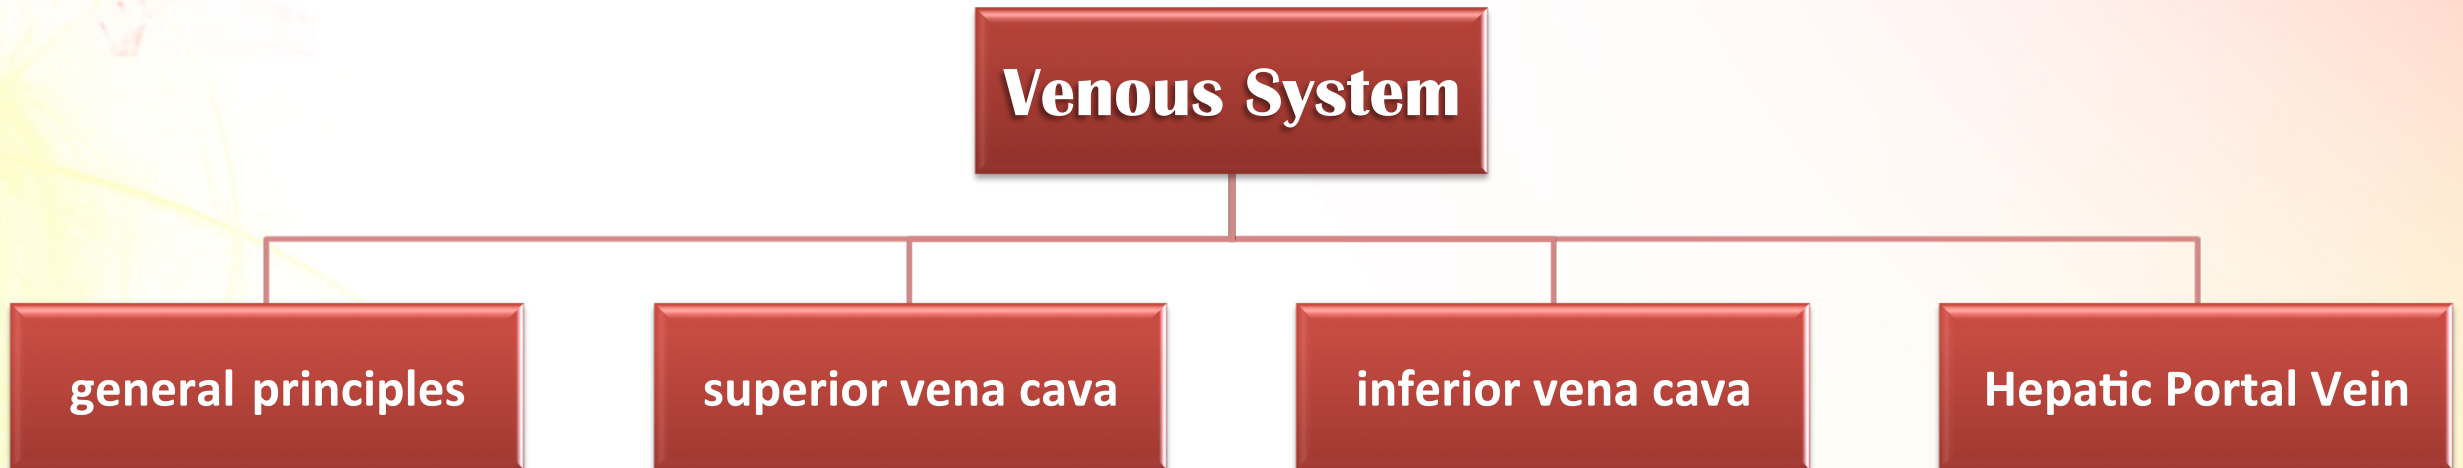 Venous System
general principles
superior vena cava
inferior vena cava
Hepatic Portal Vein